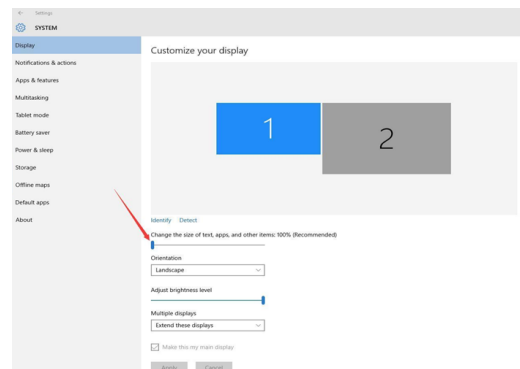 Settings
SYSTEM
Display
Notifications & actions
Apps & features
Multitasking
Tablet mode
Battery saver
Power & sleep
Storage
Offline maps
Default apps
About
Customize your display
1
2
Identify Detect
Change the size of text, apps, and other items: 100% (Recommended)
Orientation
Landscape
Adjust brightness level
Multiple displays
Extend these displays
Make this my main display
Apply Cancel